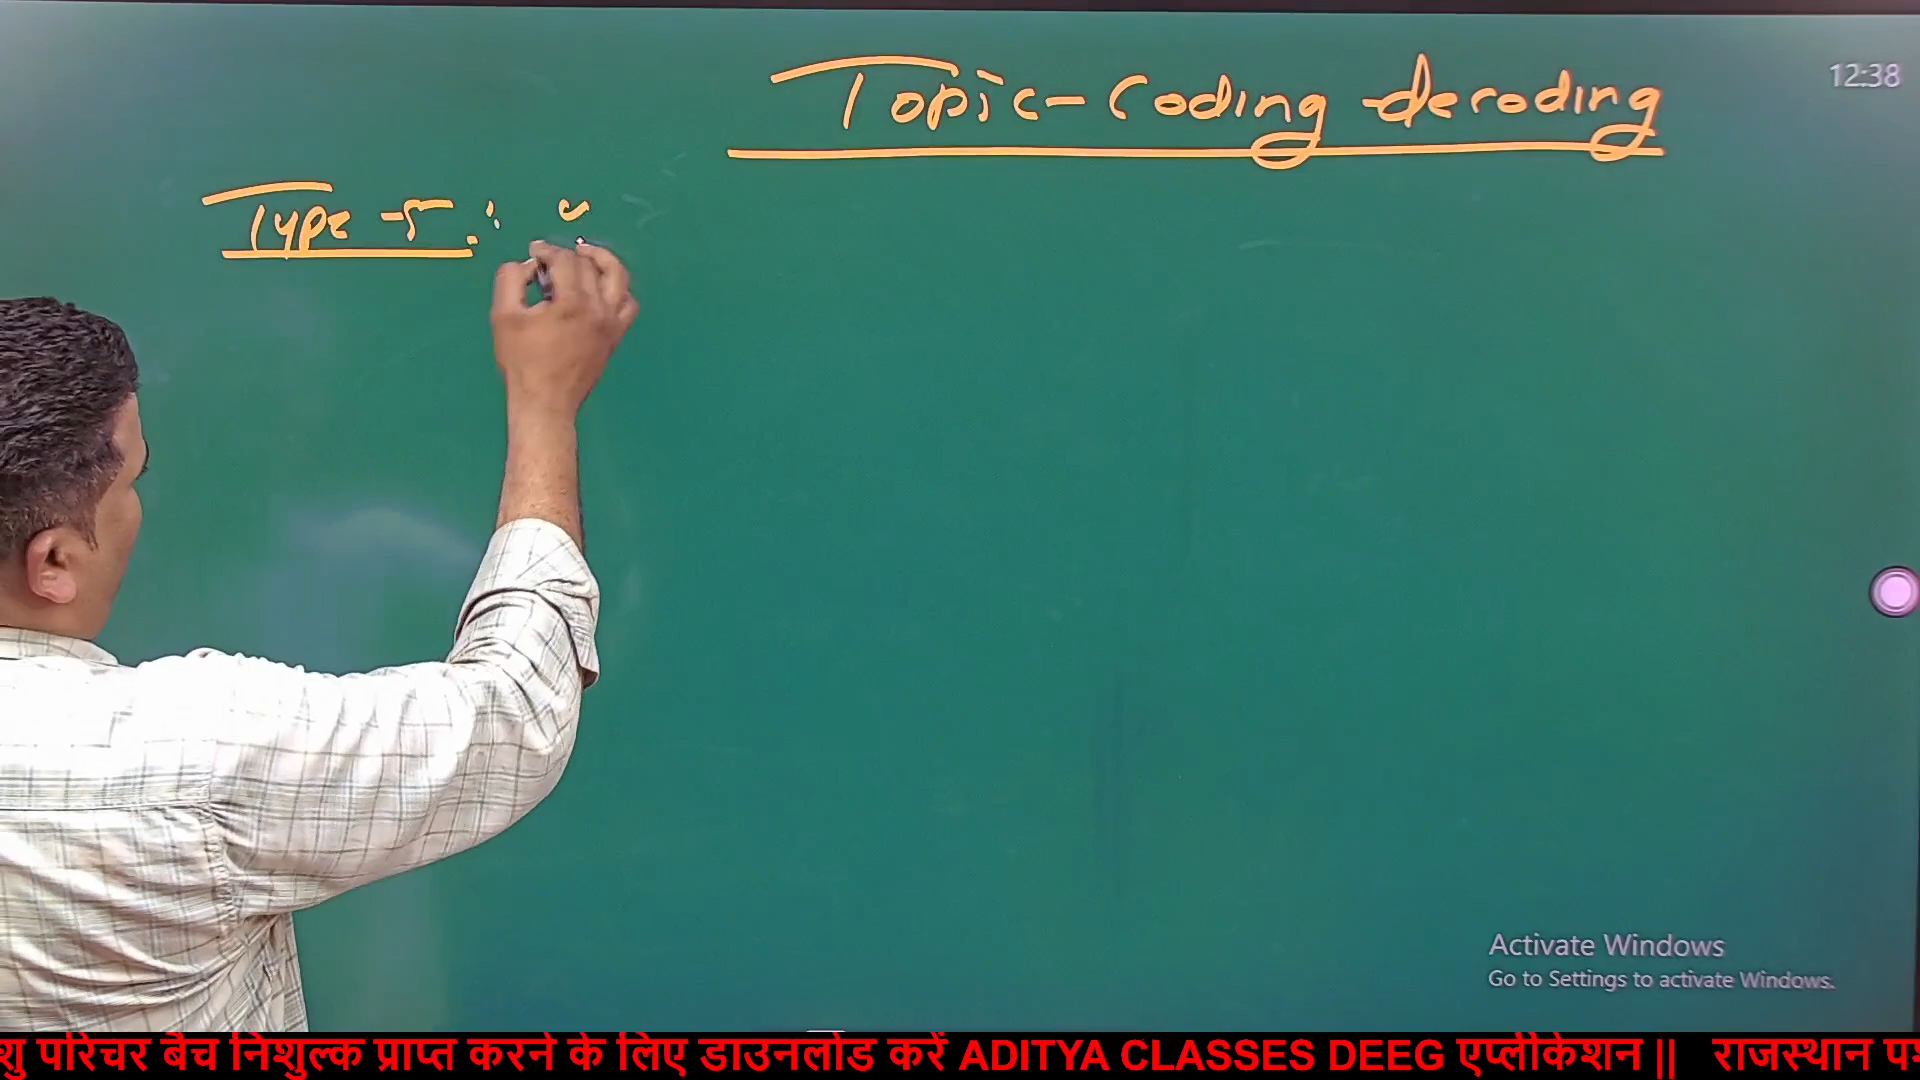 Topic - Coding - decoding
12:38
Type - 5 :
Activate Windows
Go to Settings to activate Windows.
शु परिचर बैच निशुल्क प्राप्त करने के लिए डाउनलोड करें ADITYA CLASSES DEEG एप्लीकेशन || राजस्थान